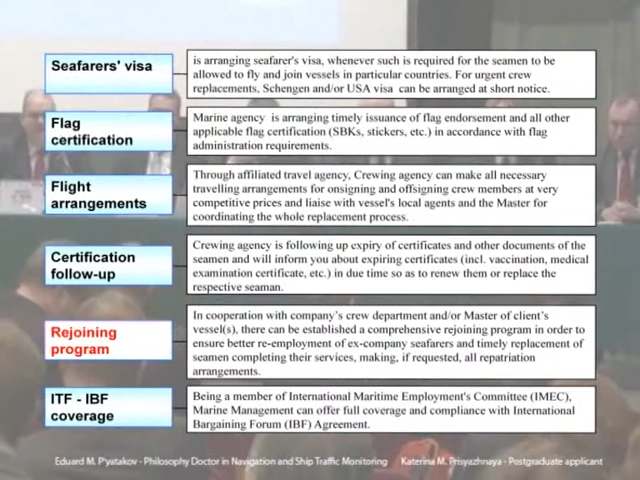 Seafarers' visa
is arranging seafarer's visa, whenever such is required for the seamen to be
allowed to fly and join vessels in particular countries. For urgent crew
replacements, Schengen and/or USA visa can be arranged at short notice.
Flag
certification
Marine agency is arranging timely issuance of flag endorsement and all other
applicable flag certification (SBKs, stickers, etc.) in accordance with flag
administration requirements.
Flight
arrangements
Through affiliated travel agency, Crewing agency can make all necessary
travelling arrangements for onsigning and offsigning crew members at very
competitive prices and liaise with vessel's local agents and the Master for
coordinating the whole replacement process.
Certification
follow-up
Crewing agency is following up expiry of certificates and other documents of the
seamen and will inform you about expiring certificates (incl. vaccination, medical
examination certificate, etc.) in due time so as to renew them or replace the
respective seaman.
Rejoining
program
In cooperation with company's crew department and/or Master of client's
vessel(s), there can be established a comprehensive rejoining program in order to
ensure better re-employment of ex-company seafarers and timely replacement of
seamen completing their services, making, if requested, all repatriation
arrangements.
ITF - IBF
coverage
Being a member of International Maritime Employment's Committee (IMEC),
Marine Management can offer full coverage and compliance with International
Bargaining Forum (IBF) Agreement.
Eduard M. P'yatakov - Philosophy Doctor in Navigation and Ship Traffic Monitoring Katerina M. Prisyazhnaya - Postgraduate applicant